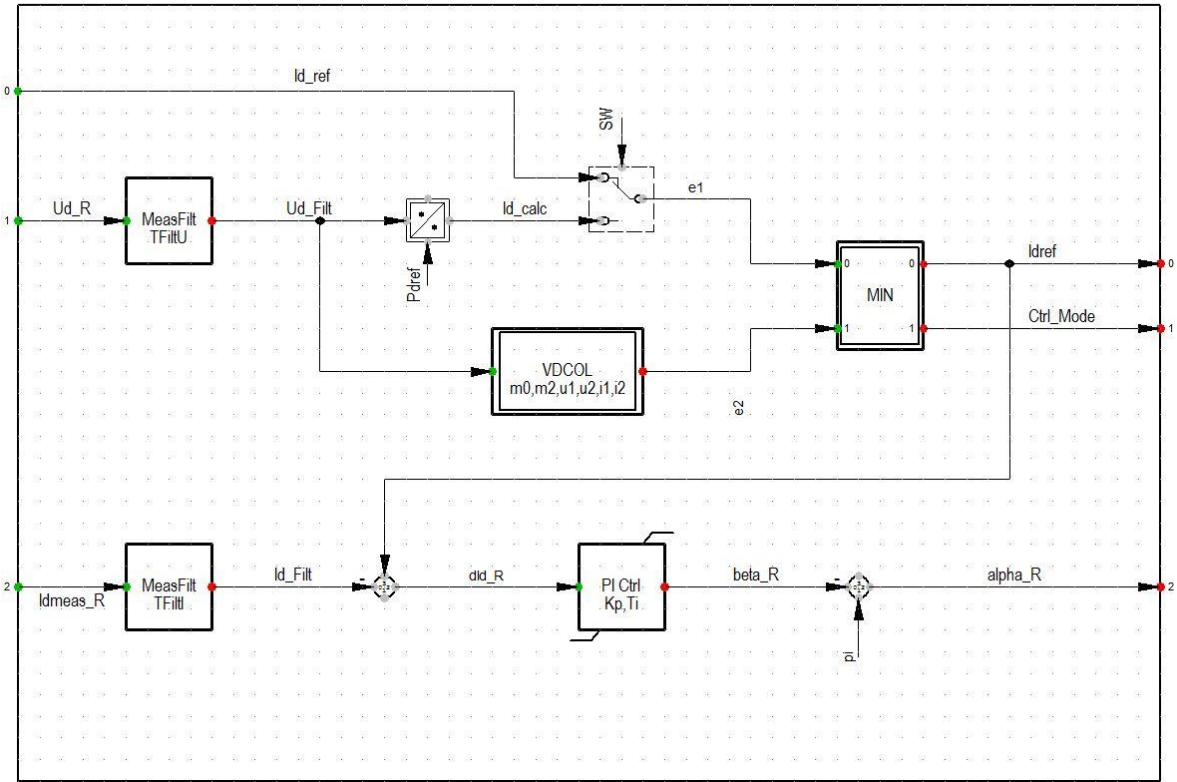 Id_ref
0
SW
e1
Ud_R
1
MeasFilt
TFiltU
Ud_Filt
Id_calc
Pdref
0
0
Idref
0
MIN
1
1
Ctrl_Mode
1
VDCOL
m0,m2,u1,u2,i1,i2
e2
2
Idmeas_R
MeasFilt
TFiltI
Id_Filt
-
dId_R
PI Ctrl
Kp,Ti
beta_R
-
alpha_R
2
pi